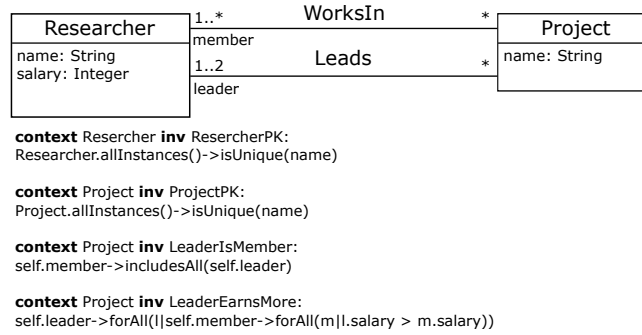 Researcher
name: String
salary: Integer
1..* WorksIn *
member
1..2 Leads *
leader
Project
name: String
context Resercher inv ResercherPK:
Researcher.allInstances()->isUnique(name)
context Project inv ProjectPK:
Project.allInstances()->isUnique(name)
context Project inv LeaderIsMember:
self.member->includesAll(self.leader)
context Project inv LeaderEarnsMore:
self.leader->forAll(l|self.member->forAll(m|l.salary > m.salary))